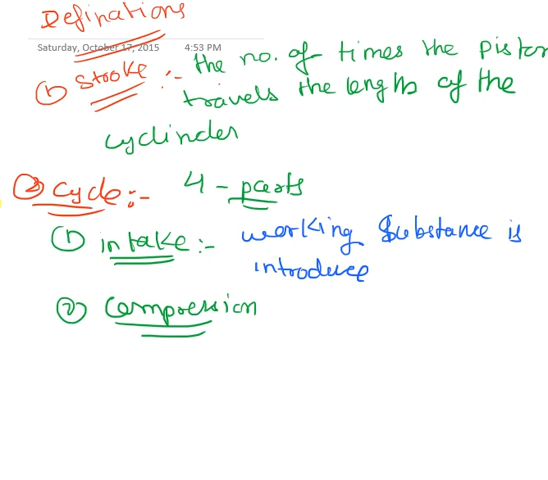 Definations
Saturday, October 17, 2015 4:53 PM
① Stroke :- the no. of times the piston
travels the length of the
cyclinder
② Cycle:- 4 - parts
① intake:- working substance is
introduce
② Compression